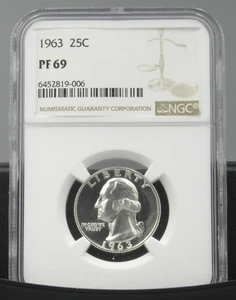 1963 25C
PF 69
6452819-006
NUMISMATIC GUARANTY CORPORATION
NGC
LIBERTY
IN GOD WE
TRUST
1963